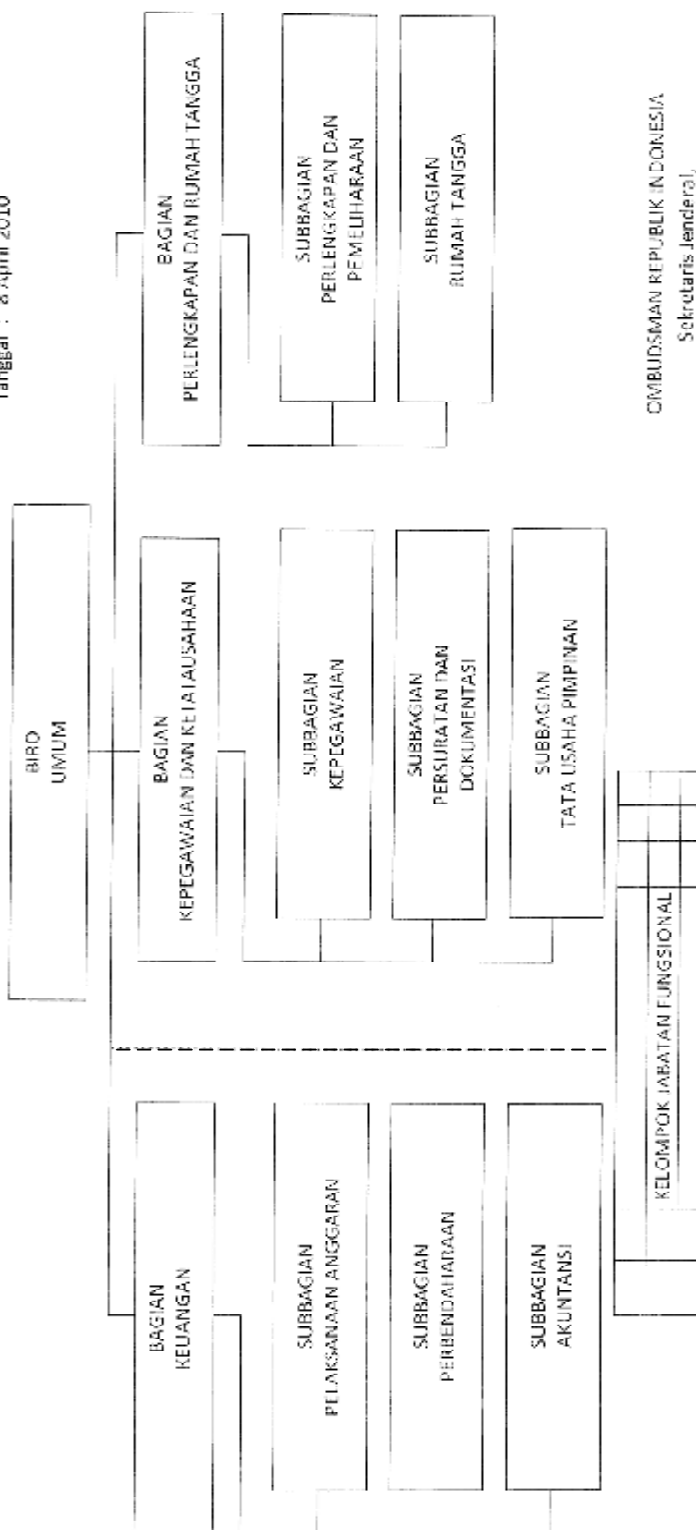 Tanggal : 8 April 2010
BIRO
UMUM
BAGIAN
KEUANGAN
BAGIAN
KEPEGAWAIAN DAN KETATAUSAHAAN
BAGIAN
PERLENGKAPAN DAN RUMAH TANGGA
SUBBAGIAN
PELAKSANAAN ANGGARAN
SUBBAGIAN
KEPEGAWAIAN
SUBBAGIAN
PERLENGKAPAN DAN
PEMELIHARAAN
SUBBAGIAN
PERBENDAHARAAN
SUBBAGIAN
PERSURATAN DAN
DOKUMENTASI
SUBBAGIAN
RUMAH TANGGA
SUBBAGIAN
AKUNTANSI
SUBBAGIAN
TATA USAHA PIMPINAN
KELOMPOK JABATAN FUNGSIONAL
OMBUDSMAN REPUBLIK INDONESIA
Sekretaris Jenderal,